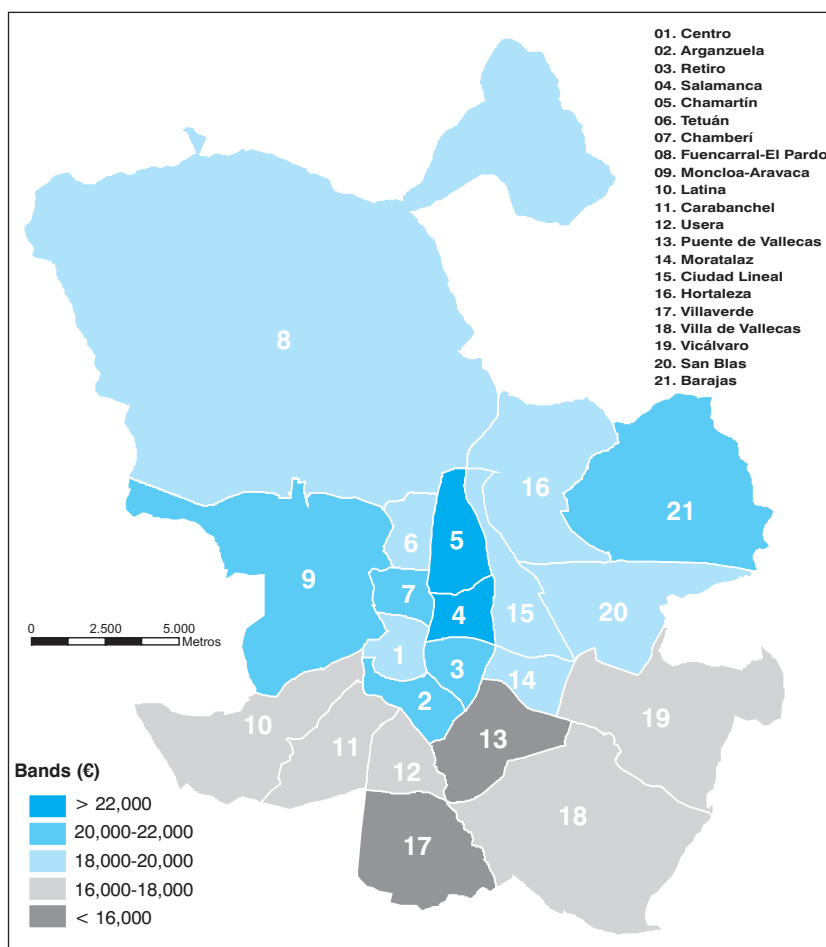 01. Centro
02. Arganzuela
03. Retiro
04. Salamanca
05. Chamartín
06. Tetuán
07. Chamberí
08. Fuencarral-El Pardo
09. Moncloa-Aravaca
10. Latina
11. Carabanchel
12. Usera
13. Puente de Vallecas
14. Moratalaz
15. Ciudad Lineal
16. Hortaleza
17. Villaverde
18. Villa de Vallecas
19. Vicálvaro
20. San Blas
21. Barajas
8
16
21
6
5
9
7
4
15
20
1
3
14
2
10
11
12
13
19
18
17
0 2.500 5.000
Metros
Bands (€)
> 22,000
20,000-22,000
18,000-20,000
16,000-18,000
< 16,000